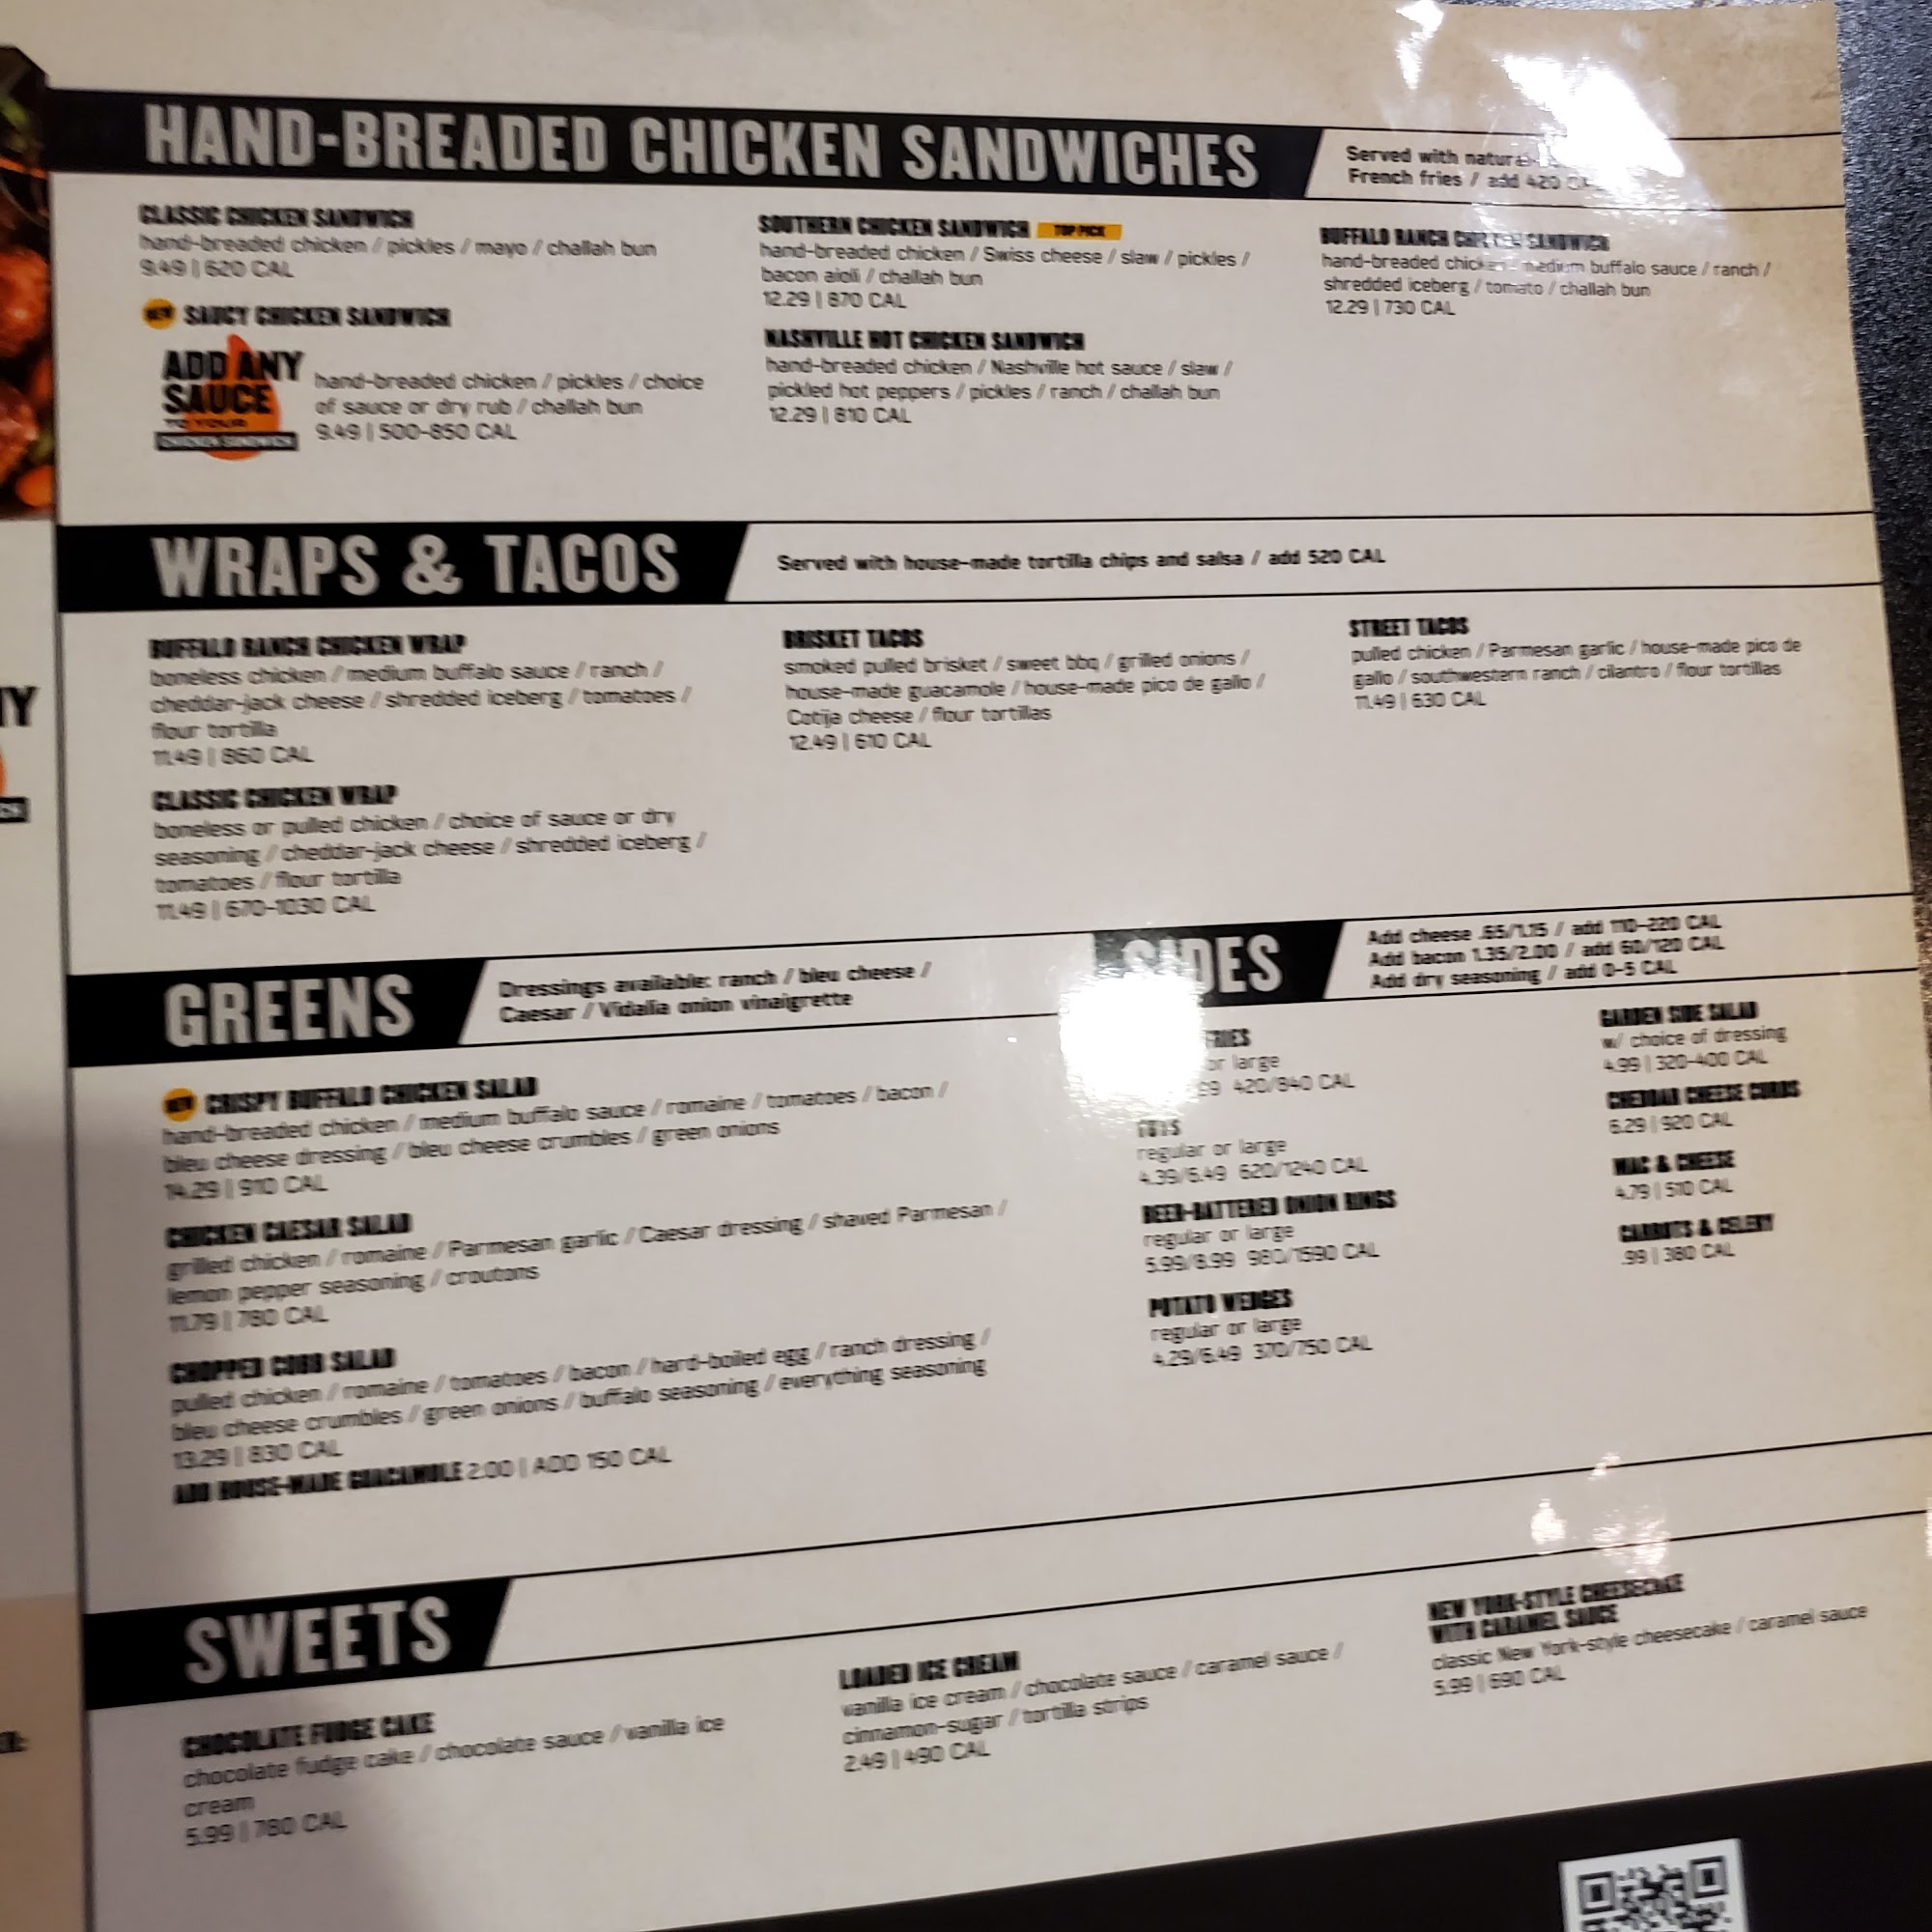 HAND-BREADED CHICKEN SANDWICHES
Served with natural
French fries / add 420
CLASSIC CHICKEN SANDWICH
hand-breaded chicken / pickles / mayo / challah bun
9.49 | 620 CAL
NEW SAUCY CHICKEN SANDWICH
ADD ANY
SAUCE
TO YOUR
CHICKEN SANDWICH
hand-breaded chicken / pickles / choice
of sauce or dry rub / challah bun
9.49 | 500-850 CAL
SOUTHERN CHICKEN SANDWICH TOP PICK
hand-breaded chicken / Swiss cheese / slaw / pickles /
bacon aioli / challah bun
12.29 | 870 CAL
NASHVILLE HOT CHICKEN SANDWICH
hand-breaded chicken / Nashville hot sauce / slaw /
pickled hot peppers / pickles / ranch / challah bun
12.29 | 810 CAL
BUFFALO RANCH CHICKEN SANDWICH
hand-breaded chicken / medium buffalo sauce / ranch /
shredded iceberg / tomato / challah bun
12.29 | 730 CAL
WRAPS & TACOS
Served with house-made tortilla chips and salsa / add 520 CAL
BUFFALO RANCH CHICKEN WRAP
boneless chicken / medium buffalo sauce / ranch /
cheddar-jack cheese / shredded iceberg / tomatoes /
flour tortilla
11.49 | 860 CAL
CLASSIC CHICKEN WRAP
boneless or pulled chicken / choice of sauce or dry
seasoning / cheddar-jack cheese / shredded iceberg /
tomatoes / flour tortilla
11.49 | 670-1030 CAL
BRISKET TACOS
smoked pulled brisket / sweet bbq / grilled onions /
house-made guacamole / house-made pico de gallo /
Cotija cheese / flour tortillas
12.49 | 610 CAL
STREET TACOS
pulled chicken / Parmesan garlic / house-made pico de
gallo / southwestern ranch / cilantro / flour tortillas
11.49 | 630 CAL
GREENS
Dressings available: ranch / bleu cheese /
Caesar / Vidalia onion vinaigrette
NEW CRISPY BUFFALO CHICKEN SALAD
hand-breaded chicken / medium buffalo sauce / romaine / tomatoes / bacon /
bleu cheese dressing / bleu cheese crumbles / green onions
14.29 | 910 CAL
CHICKEN CAESAR SALAD
grilled chicken / romaine / Parmesan garlic / Caesar dressing / shaved Parmesan /
lemon pepper seasoning / croutons
11.79 | 780 CAL
CHOPPED COBB SALAD
pulled chicken / romaine / tomatoes / bacon / hard-boiled egg / ranch dressing /
bleu cheese crumbles / green onions / buffalo seasoning / everything seasoning
13.29 | 830 CAL
ADD HOUSE-MADE GUACAMOLE 2.00 | ADD 150 CAL
SIDES
Add cheese .65/1.15 / add 110-220 CAL
Add bacon 1.35/2.00 / add 60/120 CAL
Add dry seasoning / add 0-5 CAL
FRIES
or large
420/840 CAL
TOTS
regular or large
4.39/6.49 620/1240 CAL
BEER-BATTERED ONION RINGS
regular or large
5.99/8.99 980/1590 CAL
POTATO WEDGES
regular or large
4.29/6.49 370/750 CAL
GARDEN SIDE SALAD
w/ choice of dressing
4.99 | 320-400 CAL
CHEDDAR CHEESE CURDS
6.29 | 920 CAL
MAC & CHEESE
4.79 | 510 CAL
CARROTS & CELERY
.99 | 380 CAL
SWEETS
CHOCOLATE FUDGE CAKE
chocolate fudge cake / chocolate sauce / vanilla ice
cream
5.99 | 780 CAL
LOADED ICE CREAM
vanilla ice cream / chocolate sauce / caramel sauce /
cinnamon-sugar / tortilla strips
2.49 | 490 CAL
NEW YORK-STYLE CHEESECAKE
WITH CARAMEL SAUCE
classic New York-style cheesecake / caramel sauce
5.99 | 690 CAL